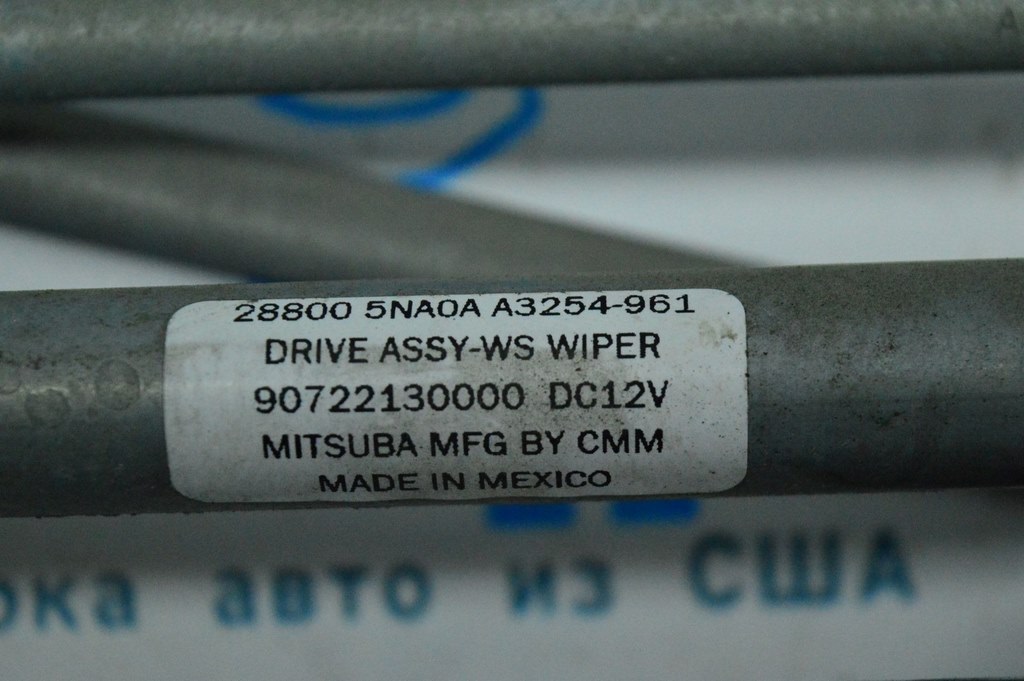 28800 5NA0A A3254-961
DRIVE ASSY-WS WIPER
90722130000 DC12V
MITSUBA MFG BY CMM
MADE IN MEXICO
авто из США